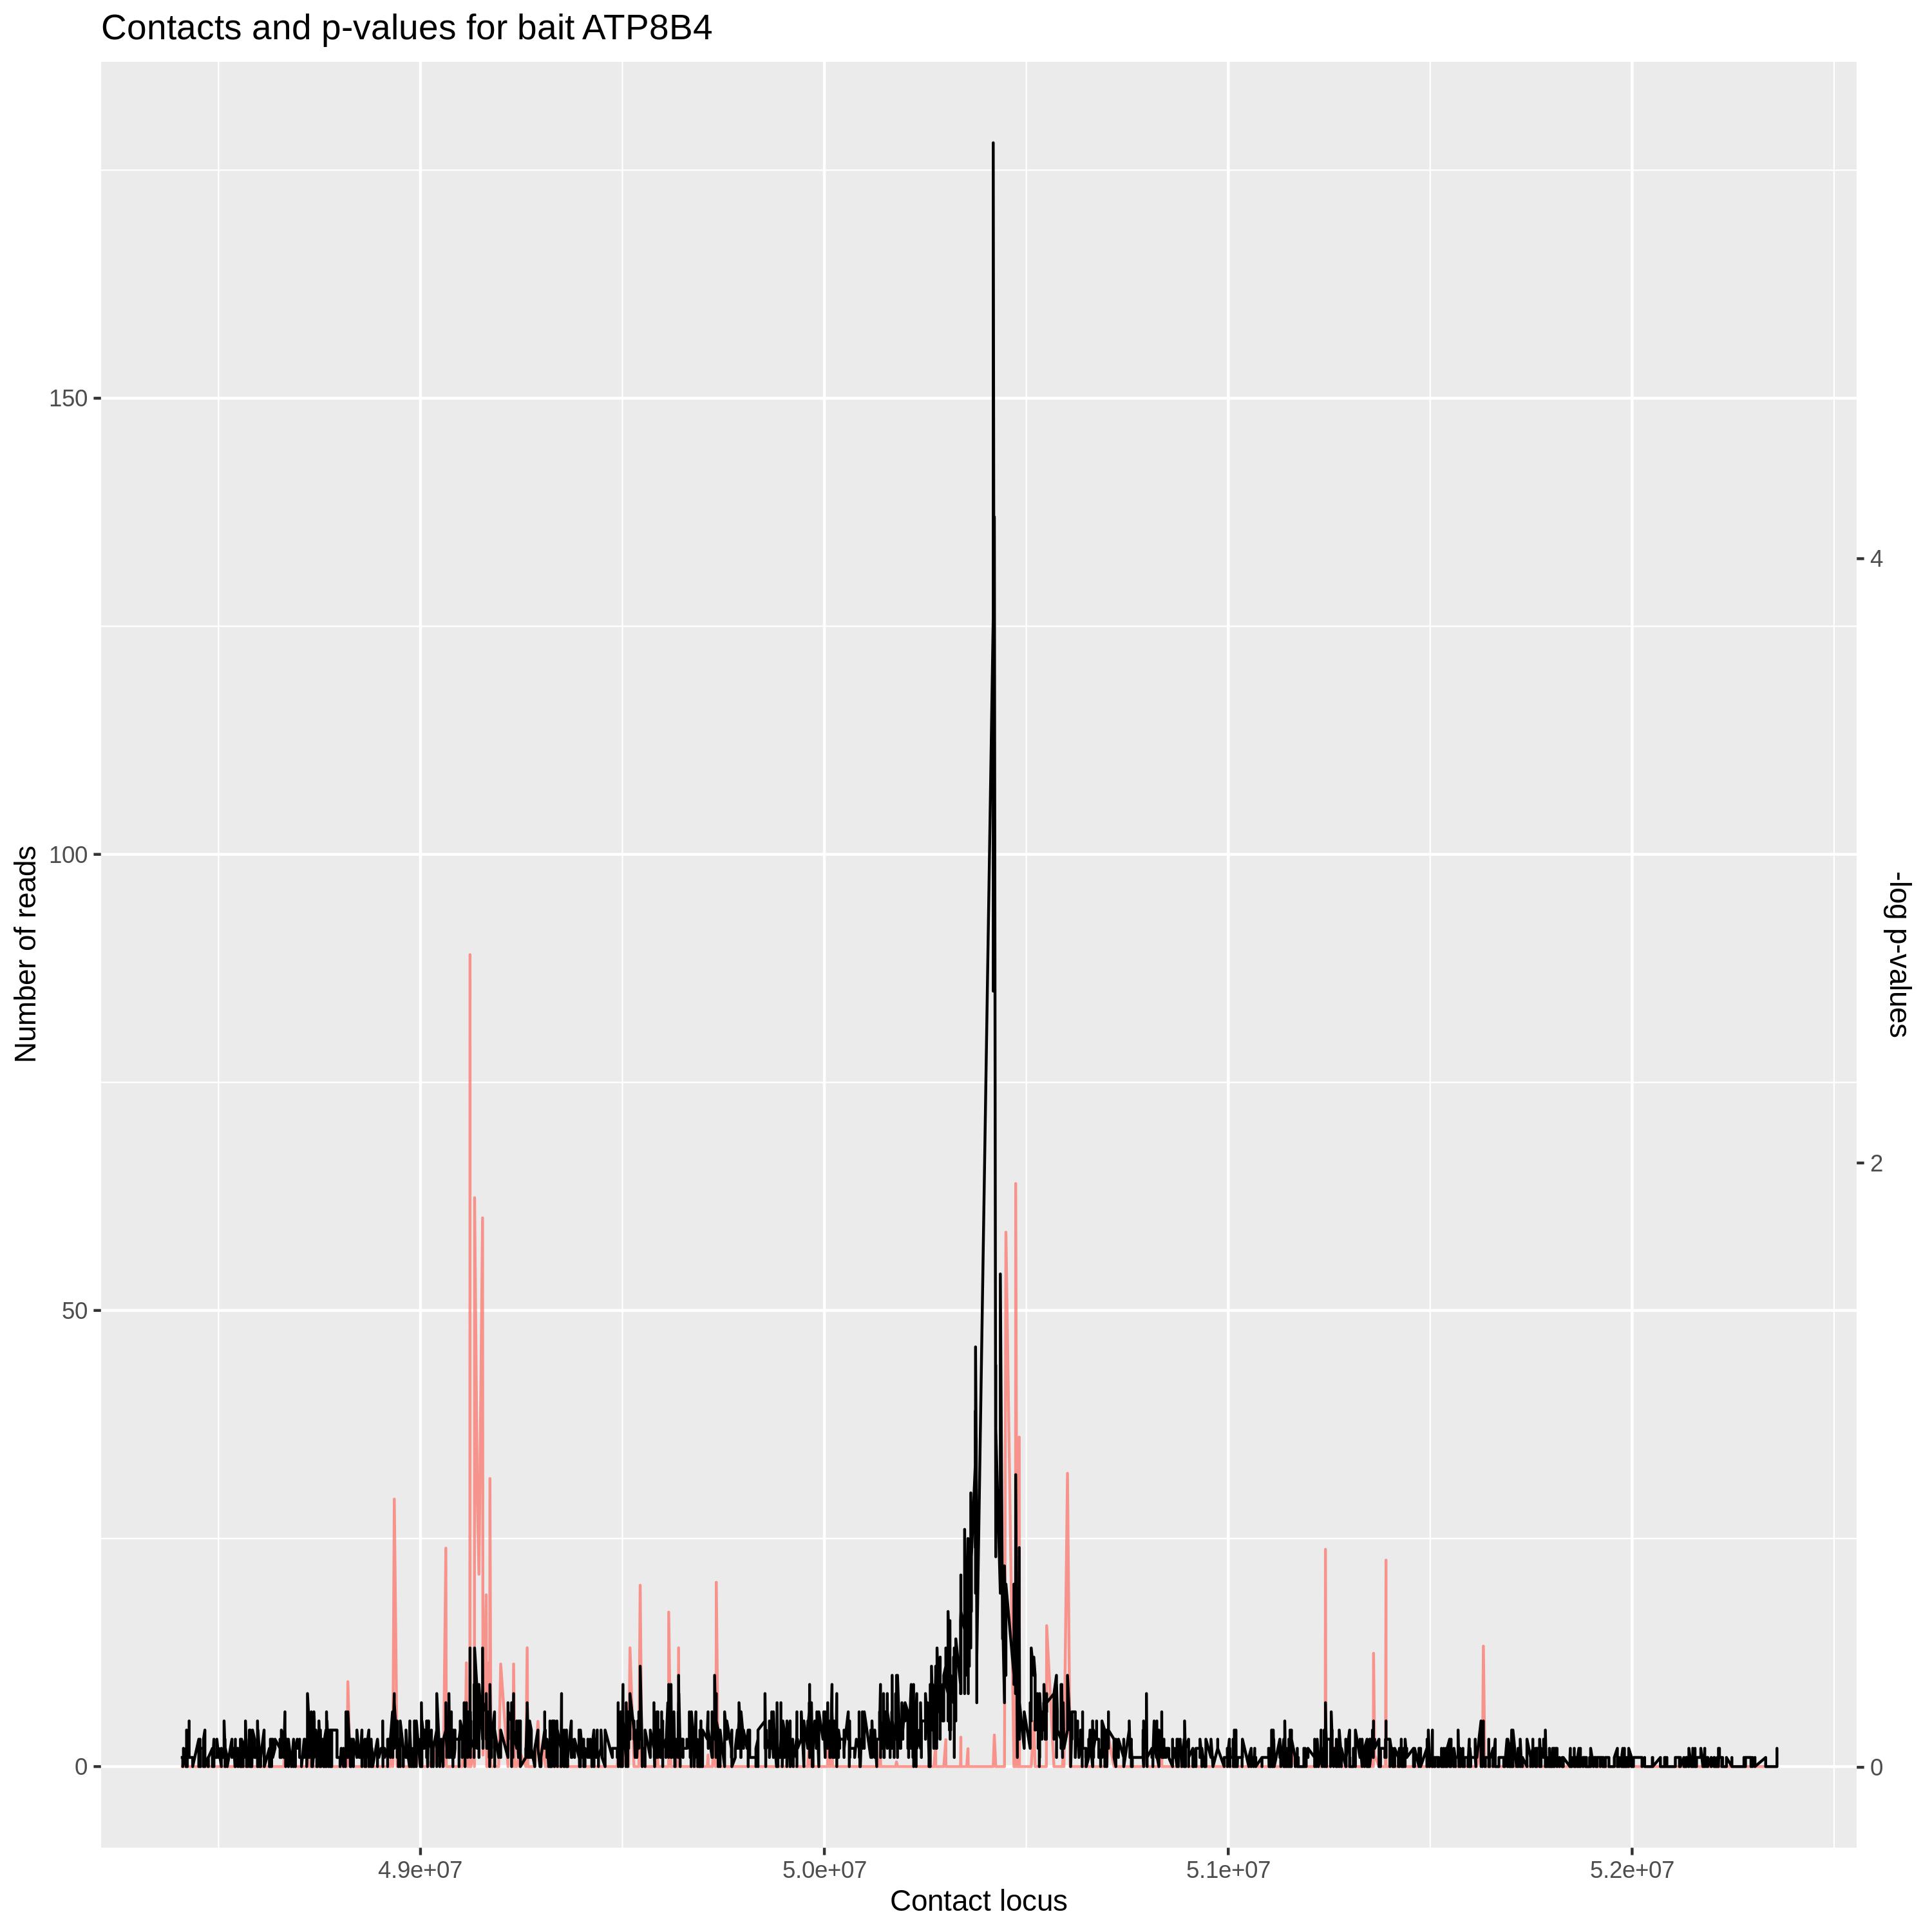 Contacts and p-values for bait ATP8B4
Number of reads
150
100
50
0
-log p-values
4
2
0
4.9e+07
5.0e+07
5.1e+07
5.2e+07
Contact locus